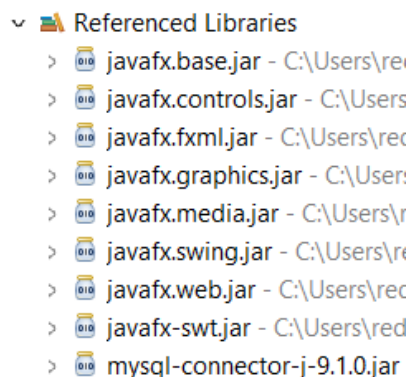 Referenced Libraries
javafx.base.jar - C:\Users\rec
javafx.controls.jar - C:\Users
javafx.fxml.jar - C:\Users\rec
javafx.graphics.jar - C:\Users
javafx.media.jar - C:\Users\r
javafx.swing.jar - C:\Users\re
javafx.web.jar - C:\Users\rec
javafx-swt.jar - C:\Users\red
mysql-connector-j-9.1.0.jar